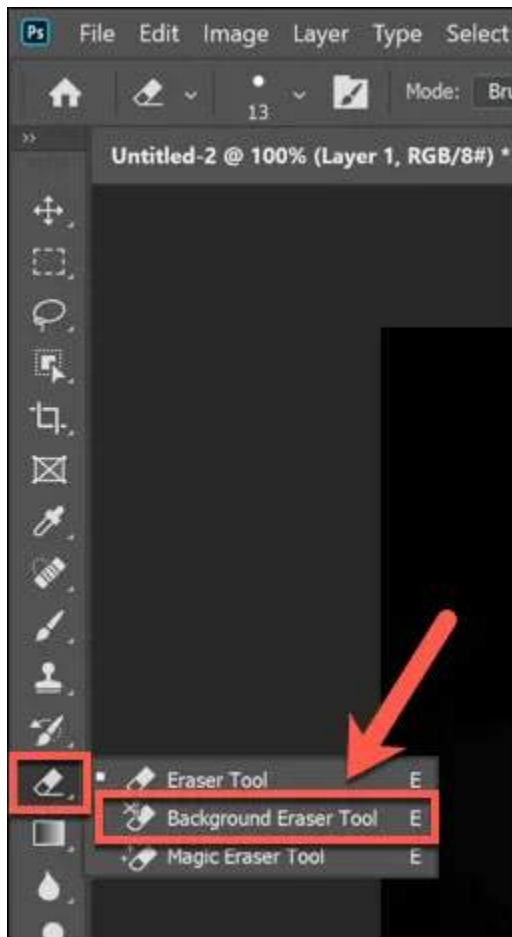 Ps File Edit Image Layer Type Select
13 Mode: Bru
Untitled-2 @ 100% (Layer 1, RGB/8#) *
Eraser Tool E
Background Eraser Tool E
Magic Eraser Tool E